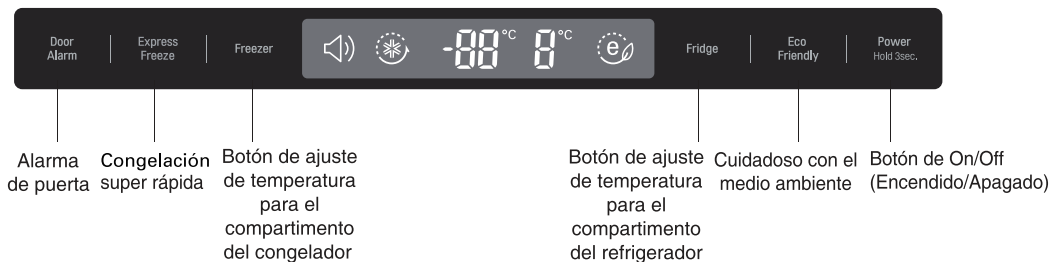 Door
Alarm
Express
Freeze
Freezer
-88°C 8°C
e
Fridge
Eco
Friendly
Power
Hold 3sec.
Alarma
de puerta
Congelación
super rápida
Botón de ajuste
de temperatura
para el
compartimento
del congelador
Botón de ajuste
de temperatura
para el
compartimento
del refrigerador
Cuidadoso con el
medio ambiente
Botón de On/Off
(Encendido/Apagado)